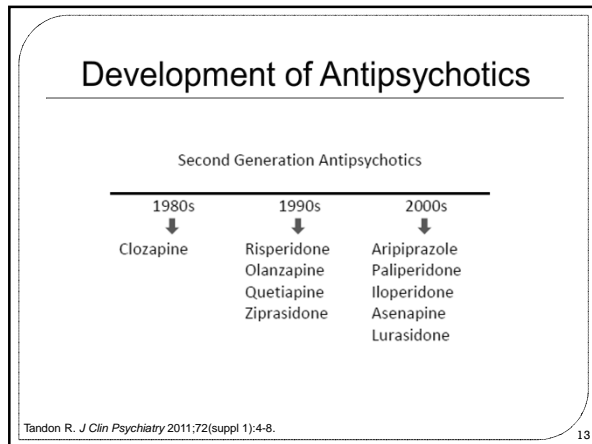 Development of Antipsychotics
Second Generation Antipsychotics
1980s 1990s 2000s
Clozapine Risperidone Aripiprazole
Olanzapine Paliperidone
Quetiapine Iloperidone
Ziprasidone Asenapine
Lurasidone
Tandon R. J Clin Psychiatry 2011;72(suppl 1):4-8.
13